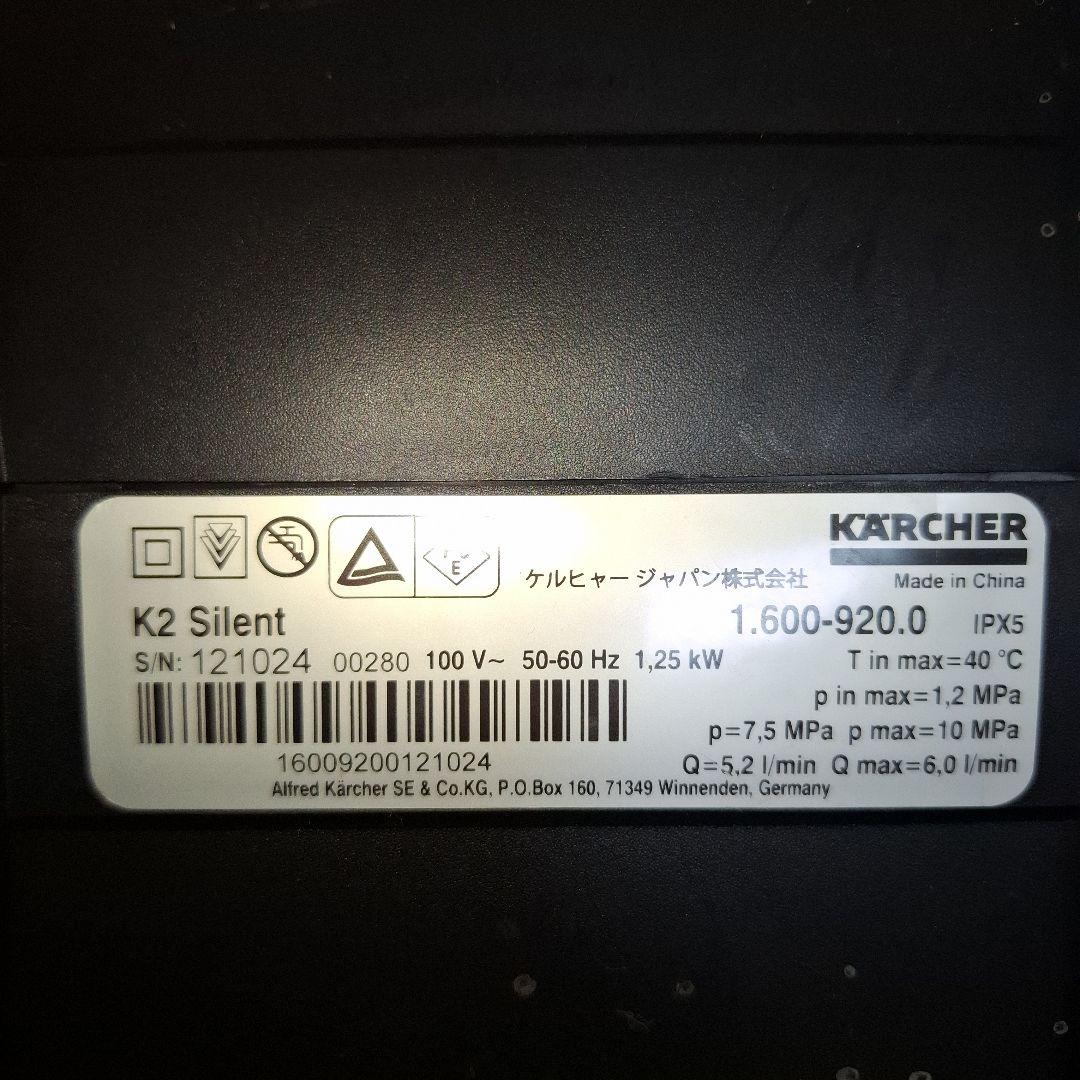 KÄRCHER
ケルヒャー ジャパン株式会社
Made in China
K2 Silent 1.600-920.0 IPX5
S/N: 121024 00280 100 V~ 50-60 Hz 1,25 kW T in max=40 °C
p in max=1,2 MPa
p=7,5 MPa p max=10 MPa
16009200121024 Q=5,2 l/min Q max=6,0 l/min
Alfred Kärcher SE & Co.KG, P.O.Box 160, 71349 Winnenden, Germany